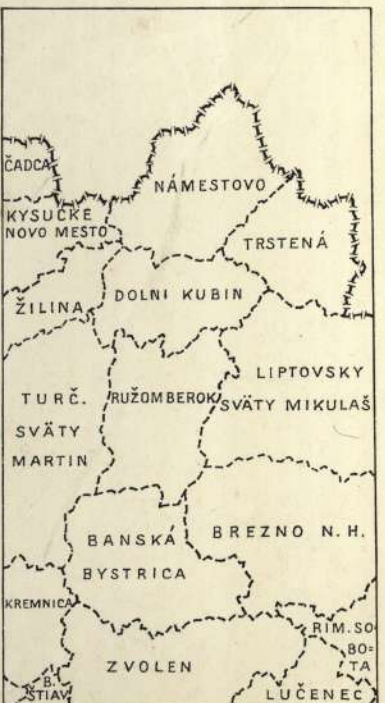 ČADCA
NÁMESTOVO
KYSUCKE
NOVO MESTO
TRSTENÁ
ŽILINA
DOLNI KUBIN
LIPTOVSKY
SVÄTY MIKULAŠ
TURČ.
SVÄTY
MARTIN
RUŽOMBEROK
BANSKÁ
BYSTRICA
BREZNO N.H.
KREMNICA
RIM.SO
BO=
TA
ZVOLEN
B.
ŠTIAV
LUČENEC